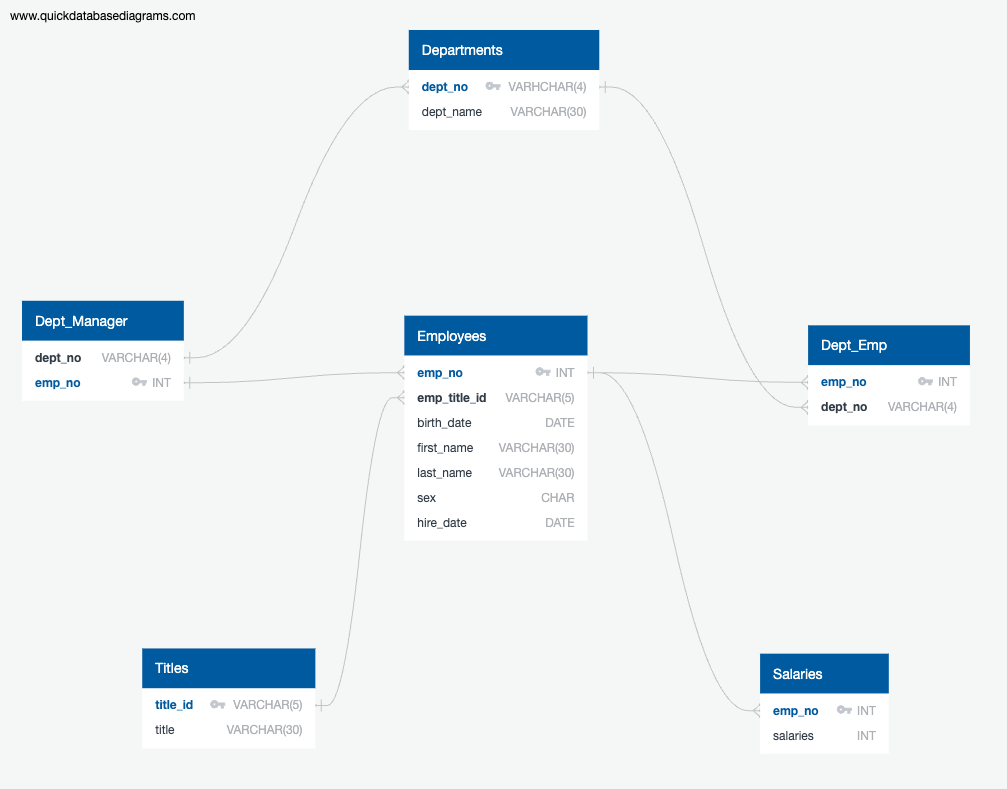 www.quickdatabasediagrams.com
Departments
dept_no VARHCHAR(4)
dept_name VARCHAR(30)
Dept_Manager
dept_no VARCHAR(4)
emp_no INT
Employees
emp_no INT
emp_title_id VARCHAR(5)
birth_date DATE
first_name VARCHAR(30)
last_name VARCHAR(30)
sex CHAR
hire_date DATE
Dept_Emp
emp_no INT
dept_no VARCHAR(4)
Titles
title_id VARCHAR(5)
title VARCHAR(30)
Salaries
emp_no INT
salaries INT